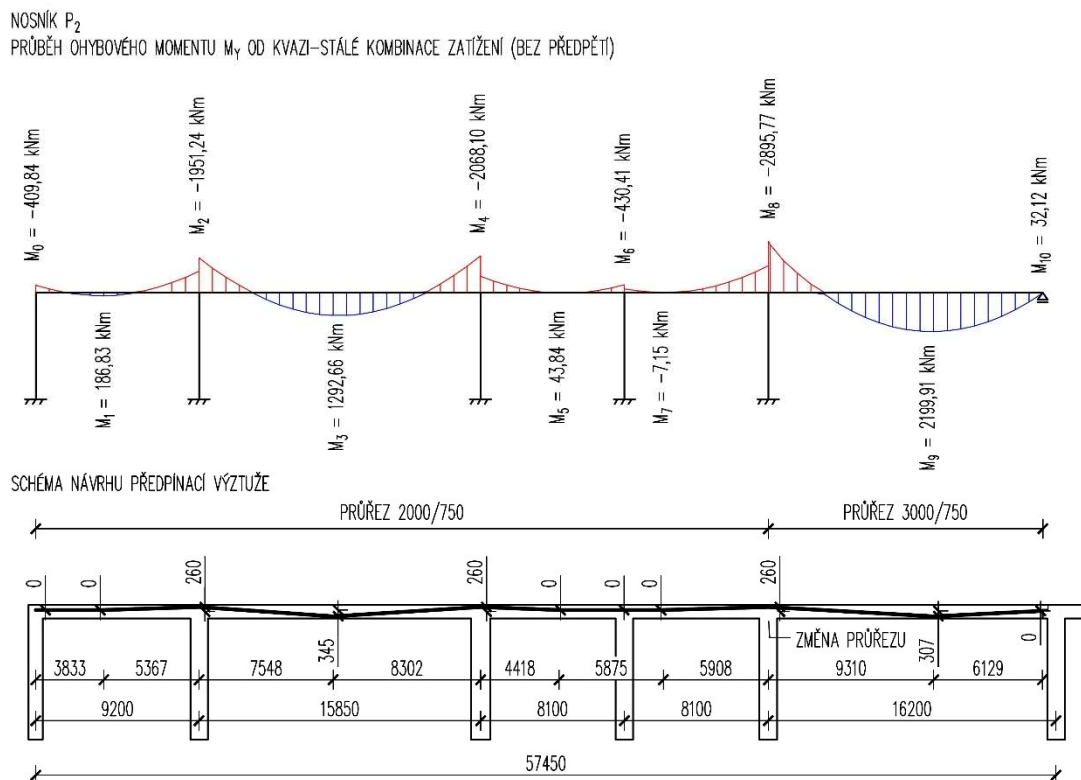 NOSNÍK P2
PRŮBĚH OHYBOVÉHO MOMENTU MY OD KVAZI-STÁLÉ KOMBINACE ZATÍŽENÍ (BEZ PŘEDPĚTÍ)
M0 = -409,84 kNm
M2 = -1951,24 kNm
M4 = -2068,10 kNm
M6 = -430,41 kNm
M8 = -2895,77 kNm
M10 = 32,12 kNm
M1 = 186,83 kNm
M3 = 1292,66 kNm
M5 = 43,84 kNm
M7 = -7,15 kNm
M9 = 2199,91 kNm
SCHÉMA NÁVRHU PŘEDPÍNACÍ VÝZTUŽE
PRŮŘEZ 2000/750 PRŮŘEZ 3000/750
0 0 260 260 0 0 0 260
345 ZMĚNA PRŮŘEZU 307 0
3833 5367 7548 8302 4418 5875 5908 9310 6129
9200 15850 8100 8100 16200
57450